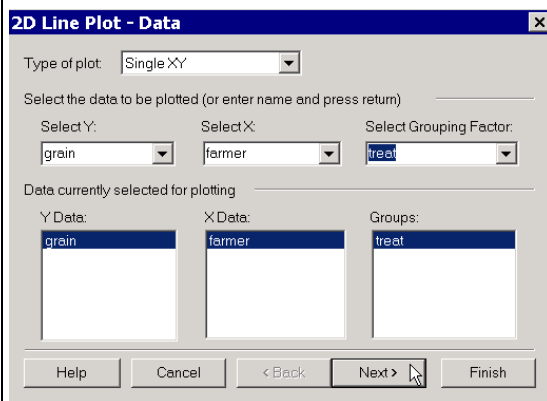 2D Line Plot - Data
Type of plot: Single XY
Select the data to be plotted (or enter name and press return)
Select Y: Select X: Select Grouping Factor:
grain farmer treat
Data currently selected for plotting
Y Data: X Data: Groups:
grain farmer treat
Help Cancel < Back Next > Finish